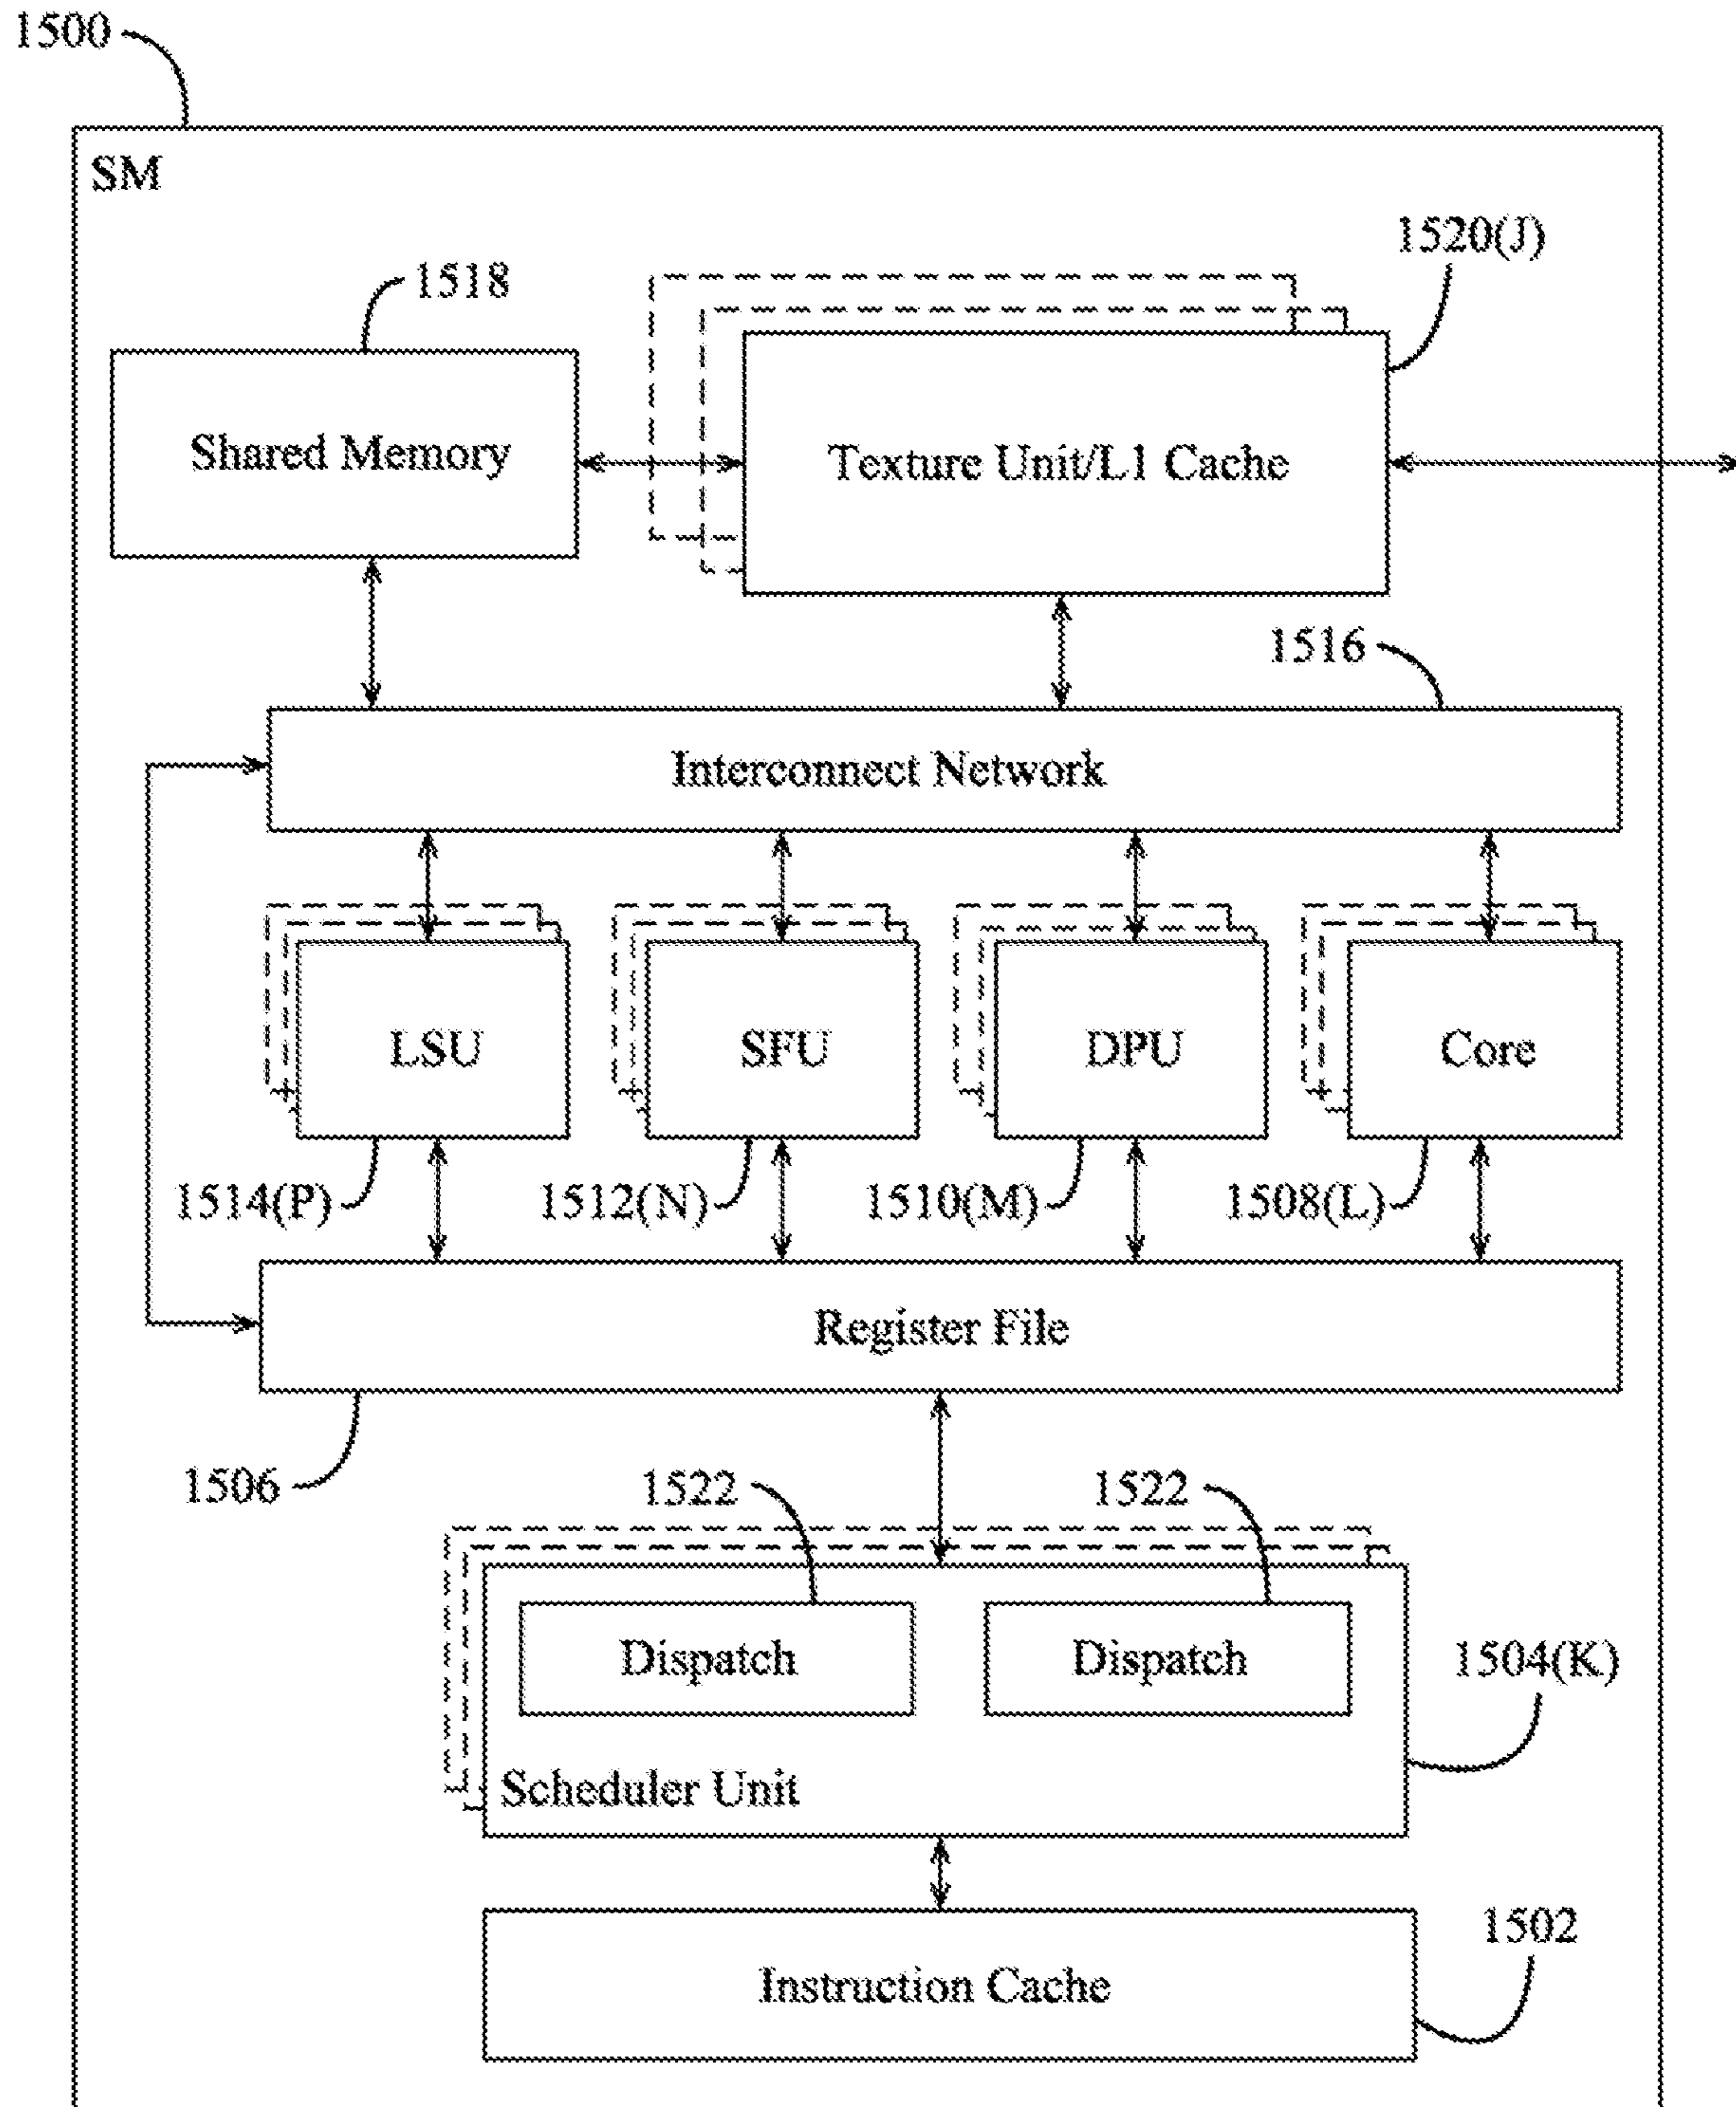 1500
SM
1520(J)
1518
Shared Memory
Texture Unit/L1 Cache
1516
Interconnect Network
LSU
SFU
DPU
Core
1514(P)
1512(N)
1510(M)
1508(L)
Register File
1506
1522
1522
Dispatch
Dispatch
1504(K)
Scheduler Unit
1502
Instruction Cache